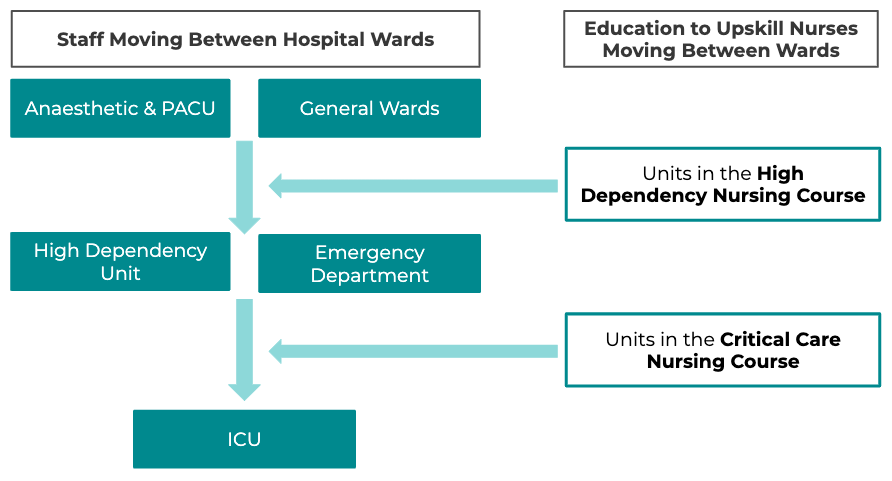 Staff Moving Between Hospital Wards
Education to Upskill Nurses
Moving Between Wards
Anaesthetic & PACU
General Wards
Units in the High
Dependency Nursing Course
High Dependency
Unit
Emergency
Department
Units in the Critical Care
Nursing Course
ICU